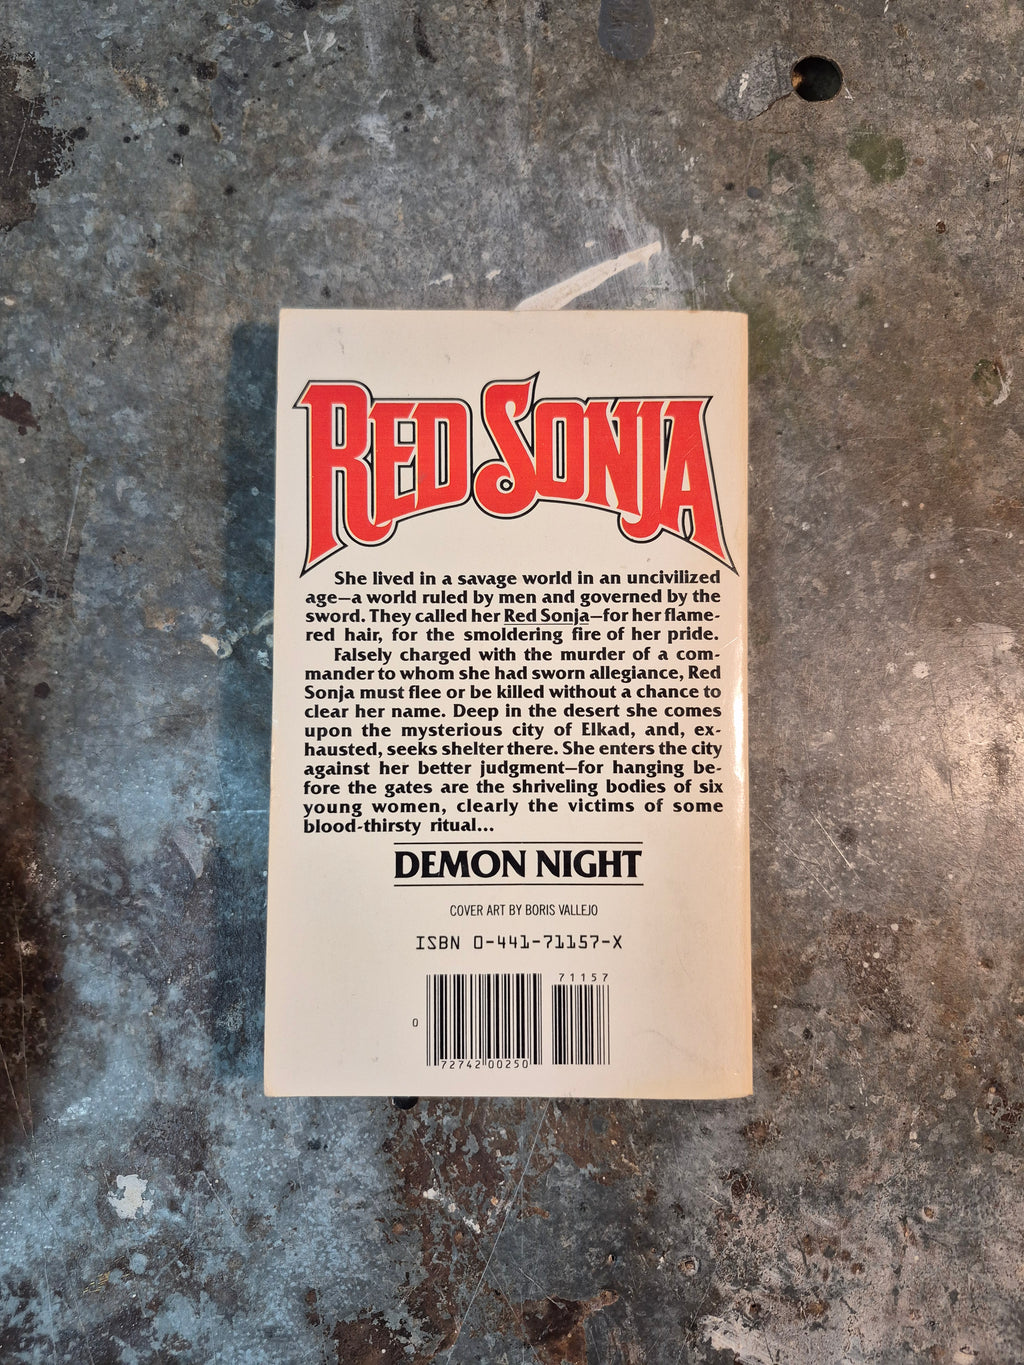 RED SONJA
She lived in a savage world in an uncivilized
age—a world ruled by men and governed by the
sword. They called her Red Sonja—for her flame-
red hair, for the smoldering fire of her pride.
Falsely charged with the murder of a com-
mander to whom she had sworn allegiance, Red
Sonja must flee or be killed without a chance to
clear her name. Deep in the desert she comes
upon the mysterious city of Elkad, and, ex-
hausted, seeks shelter there. She enters the city
against her better judgment—for hanging be-
fore the gates are the shriveling bodies of six
young women, clearly the victims of some
blood-thirsty ritual...
DEMON NIGHT
COVER ART BY BORIS VALLEJO
ISBN 0-441-71157-X
71157
0
72742 00250